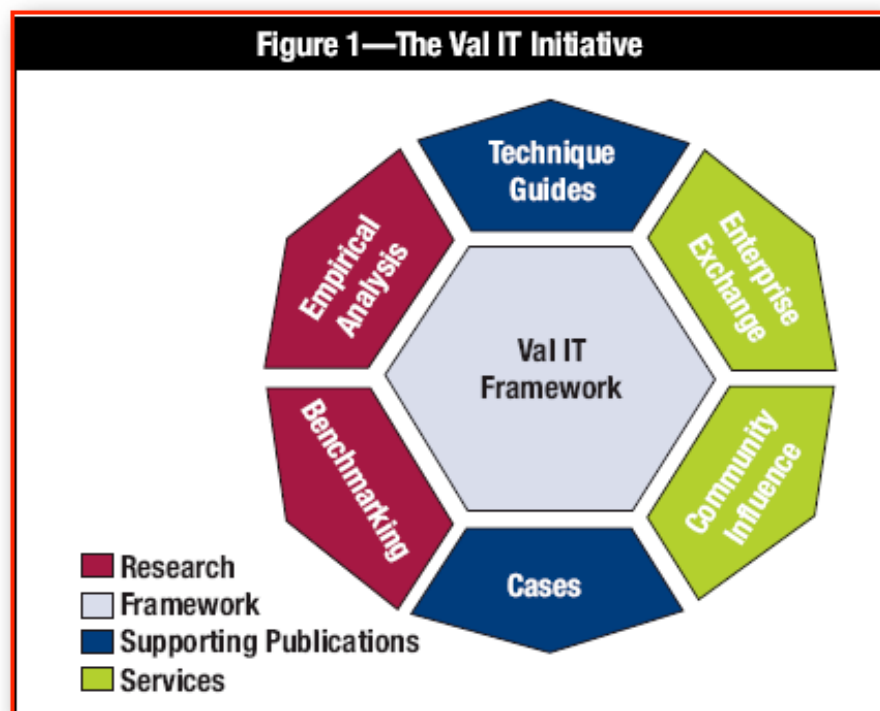 Figure 1—The Val IT Initiative
Technique
Guides
Empirical
Analysis
Enterprise
Exchange
Val IT
Framework
Benchmarking
Community
Influence
Cases
Research
Framework
Supporting Publications
Services